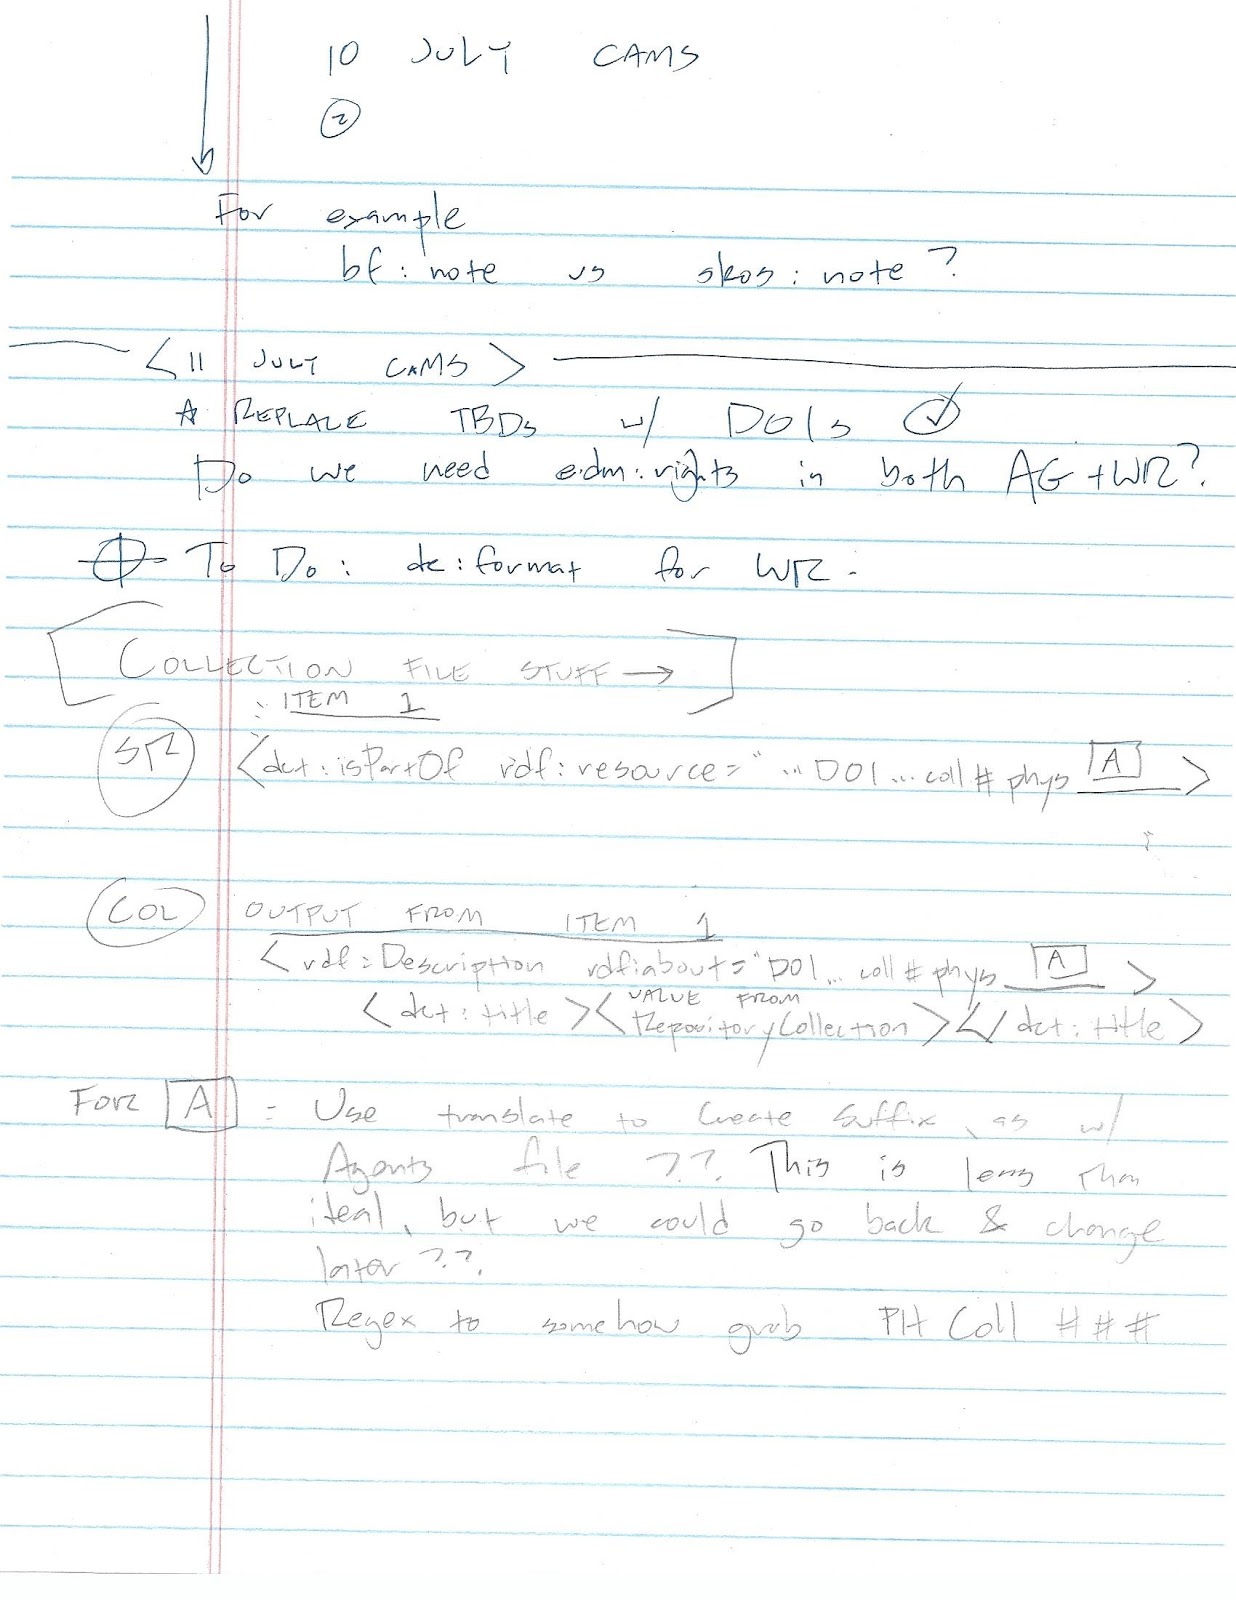 10 JULY CAMS
2
For example
bf:note vs skos:note?
<11 JULY CAMS>
☆ REPLACE TBDs w/ DOIs ✓
Do we need edm:rights in both AG + WR?
To Do: dc:format for WR.
COLLECTION FILE STUFF →
ITEM 1
SR <dct:isPartOf rdf:resource="...DOI...coll#phys A >
COL OUTPUT FROM ITEM 1
<rdf:Description rdf:about="DOI...coll#phys A >
<dct:title><VALUE FROM RepositoryCollection></dct:title>
FOR A = Use translate to create suffix, as w/
Agents file ??. This is less than
ideal, but we could go back & change
later ??.
Regex to somehow grab PH Coll ###